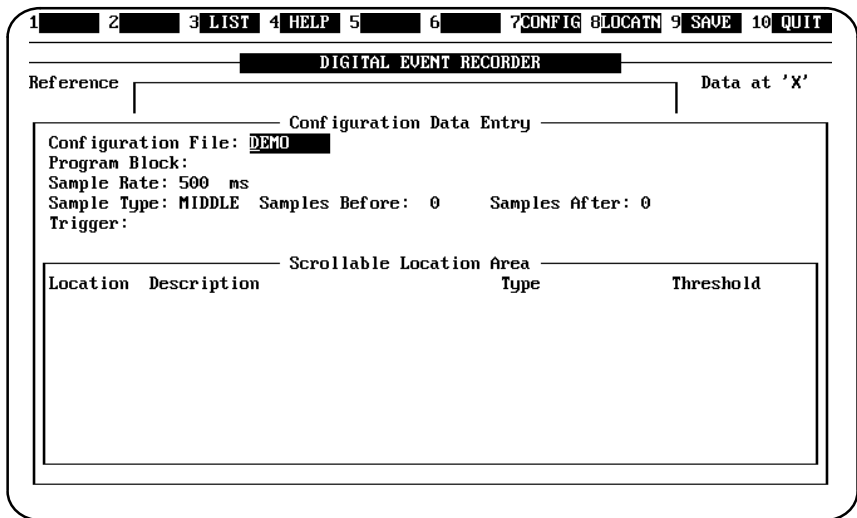 1 2 3 LIST 4 HELP 5 6 7CONFIG 8LOCATN 9 SAVE 10 QUIT
DIGITAL EVENT RECORDER
Reference Data at 'X'
Configuration Data Entry
Configuration File: DEMO
Program Block:
Sample Rate: 500 ms
Sample Type: MIDDLE Samples Before: 0 Samples After: 0
Trigger:
Scrollable Location Area
Location Description Type Threshold